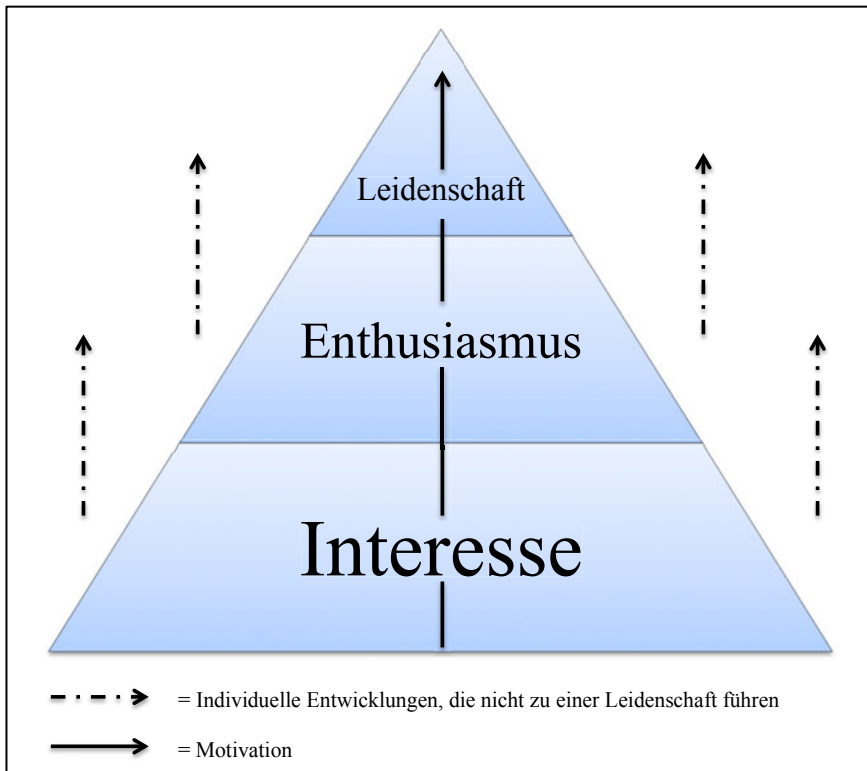 Leidenschaft
Enthusiasmus
Interesse
= Individuelle Entwicklungen, die nicht zu einer Leidenschaft führen
= Motivation